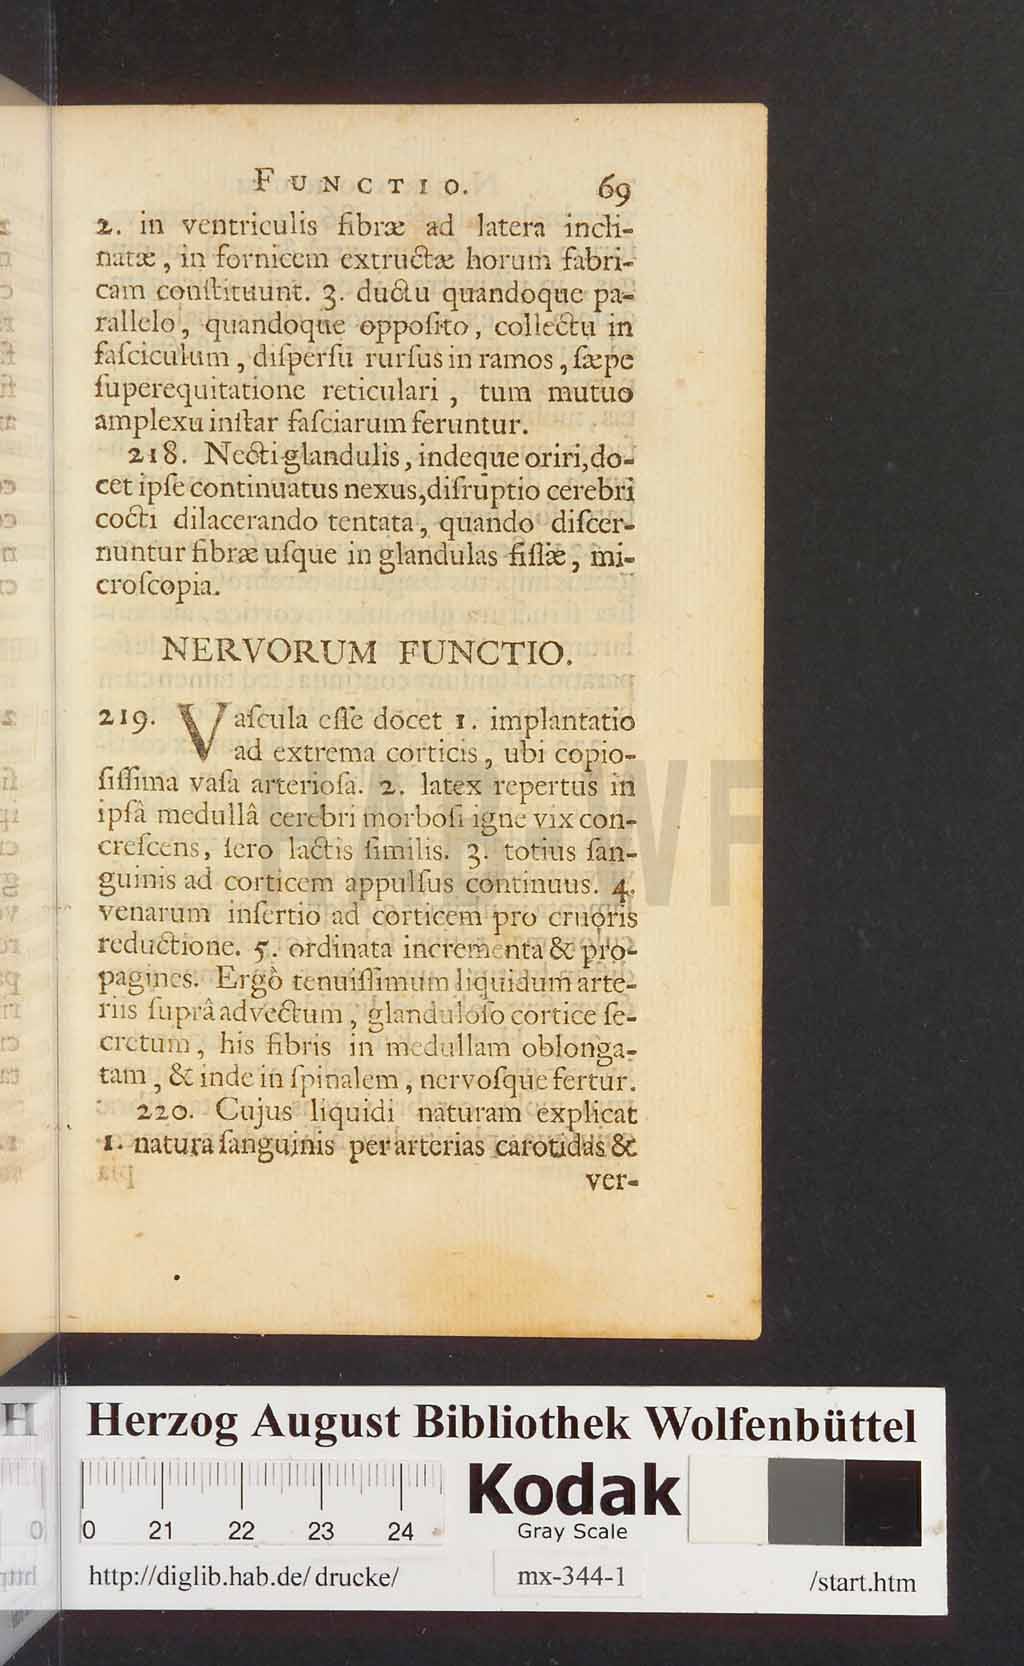 FUNCTIO. 69
2. in ventriculis fibræ ad latera incli-
natæ, in fornicem extructæ horum fabri-
cam conſtituunt. 3. ductu quandoque pa-
rallelo, quandoque oppoſito, collectu in
faſciculum, diſperſu rurſus in ramos, ſæpe
ſuperequitatione reticulari, tum mutuo
amplexu inſtar faſciarum feruntur.
218. Necti glandulis, indeque oriri, do-
cet ipſe continuatus nexus, diſruptio cerebri
cocti dilacerando tentata, quando diſcer-
nuntur fibræ uſque in glandulas fiſſæ, mi-
croſcopia.
NERVORUM FUNCTIO.
219. Vaſcula eſſe docet 1. implantatio
ad extrema corticis, ubi copio-
ſiſſima vaſa arterioſa. 2. latex repertus in
ipſâ medullâ cerebri morboſi igne vix con-
creſcens, ſero lactis ſimilis. 3. totius ſan-
guinis ad corticem appulſus continuus. 4.
venarum inſertio ad corticem pro cruoris
reductione. 5. ordinata incrementa & pro-
pagines. Ergò tenuiſſimum liquidum arte-
riis ſuprâ advectum, glanduloſo cortice ſe-
cretum, his fibris in medullam oblonga-
tam, & inde in ſpinalem, nervoſque fertur.
220. Cujus liquidi naturam explicat
1. natura ſanguinis per arterias carotidas &
ver-
Herzog August Bibliothek Wolfenbüttel
Kodak
Gray Scale
0 21 22 23 24
http://diglib.hab.de/drucke/ mx-344-1 /start.htm